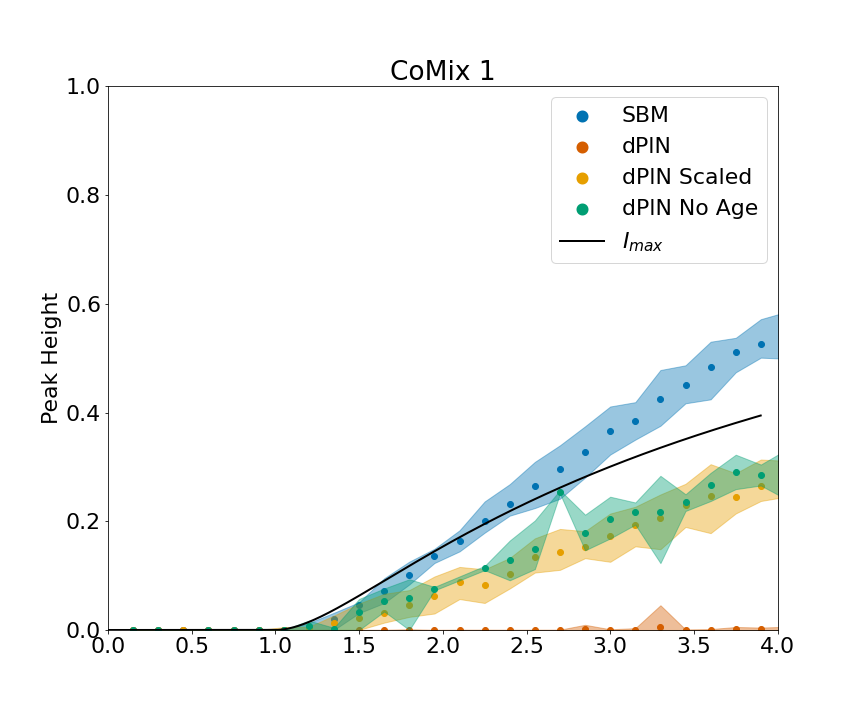 CoMix 1
1.0
0.8
0.6
0.4
0.2
0.0
Peak Height
SBM
dPIN
dPIN Scaled
dPIN No Age
I_max
0.0 0.5 1.0 1.5 2.0 2.5 3.0 3.5 4.0